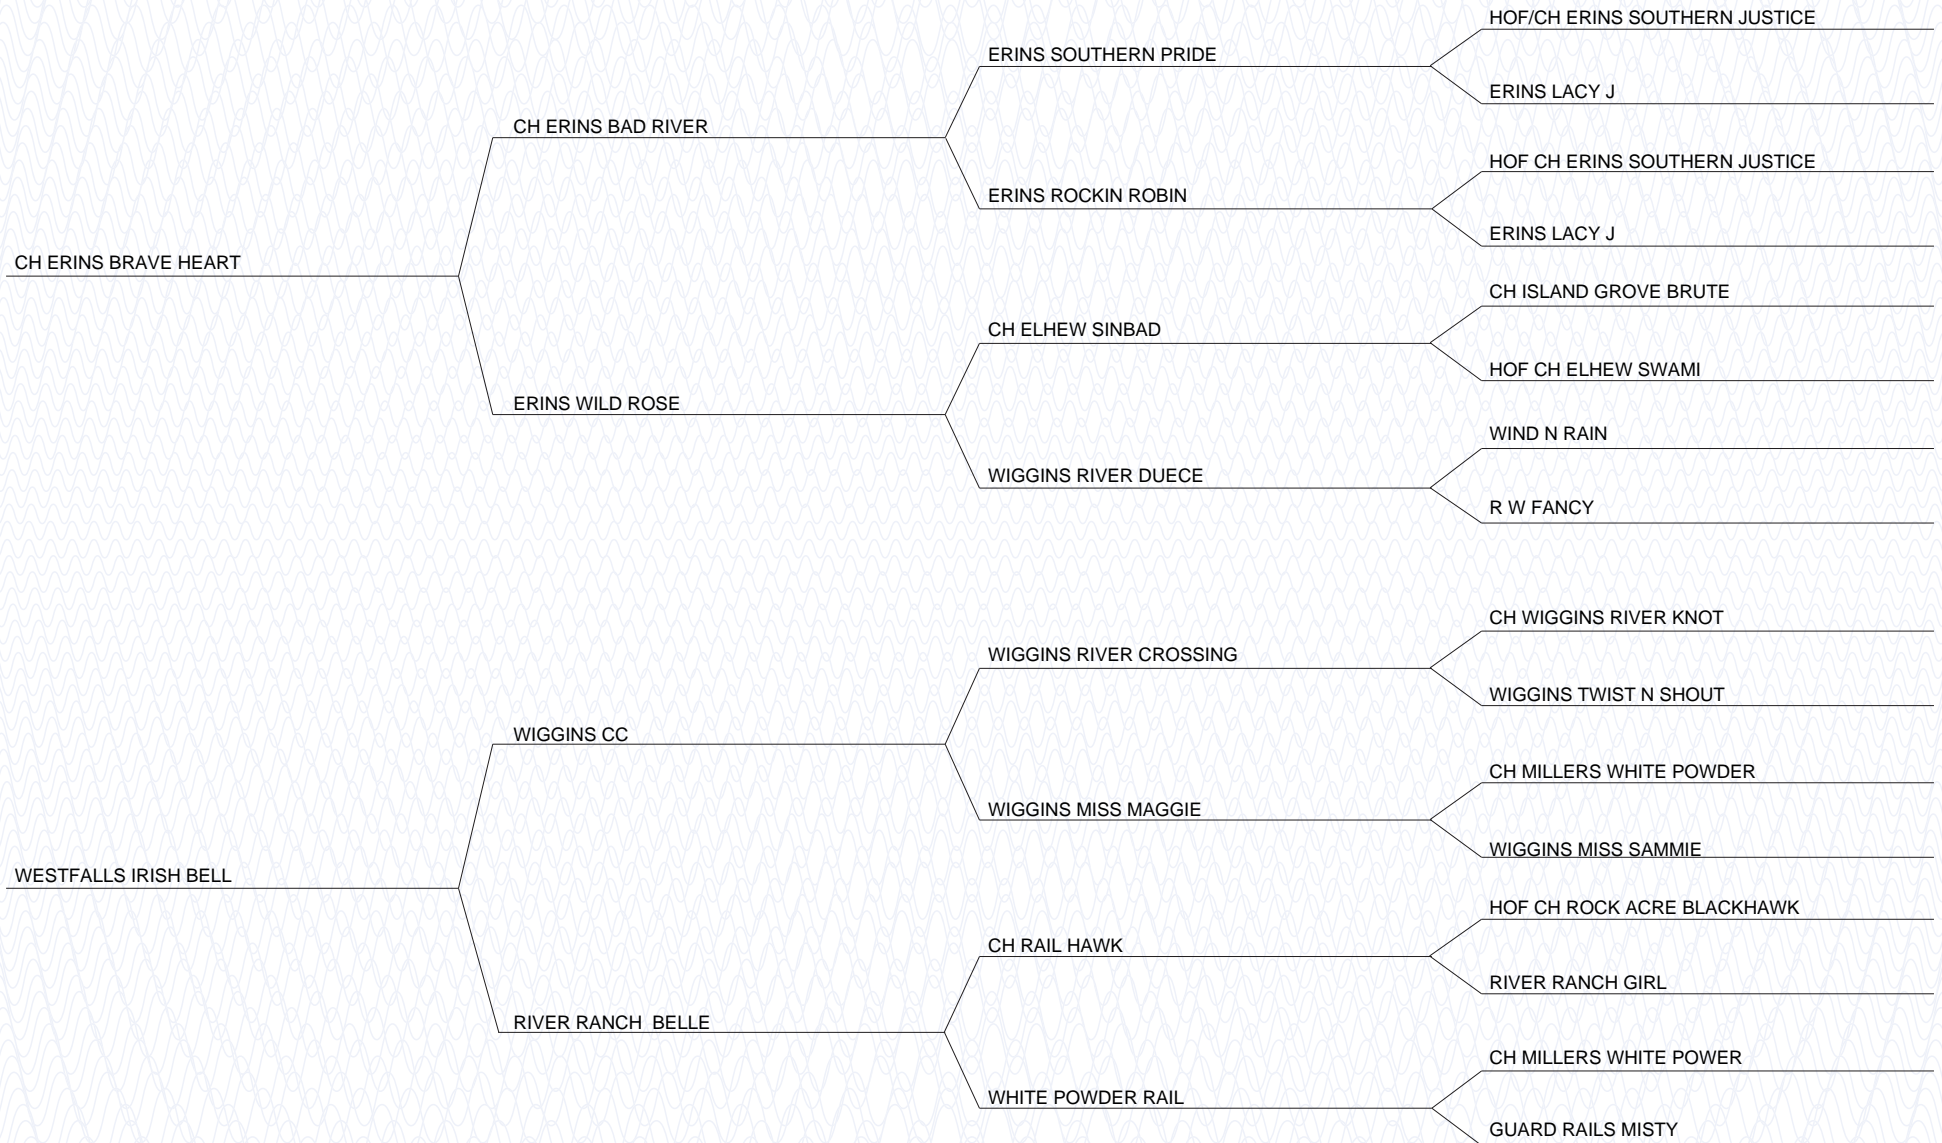 HOF/CH ERINS SOUTHERN JUSTICE
ERINS SOUTHERN PRIDE
ERINS LACY J
CH ERINS BAD RIVER
HOF CH ERINS SOUTHERN JUSTICE
ERINS ROCKIN ROBIN
ERINS LACY J
CH ERINS BRAVE HEART
CH ISLAND GROVE BRUTE
CH ELHEW SINBAD
HOF CH ELHEW SWAMI
ERINS WILD ROSE
WIND N RAIN
WIGGINS RIVER DUECE
R W FANCY
CH WIGGINS RIVER KNOT
WIGGINS RIVER CROSSING
WIGGINS TWIST N SHOUT
WIGGINS CC
CH MILLERS WHITE POWDER
WIGGINS MISS MAGGIE
WIGGINS MISS SAMMIE
WESTFALLS IRISH BELL
HOF CH ROCK ACRE BLACKHAWK
CH RAIL HAWK
RIVER RANCH GIRL
RIVER RANCH  BELLE
CH MILLERS WHITE POWER
WHITE POWDER RAIL
GUARD RAILS MISTY